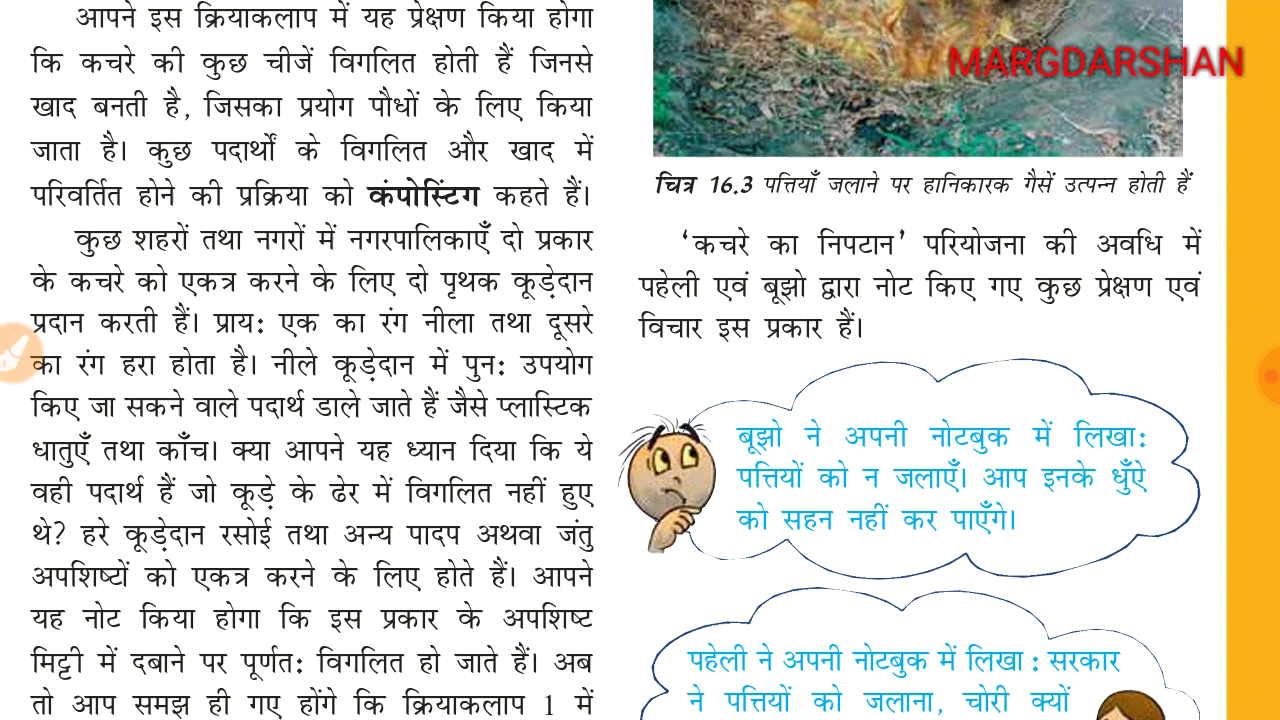 आपने इस क्रियाकलाप में यह प्रेक्षण किया होगा
कि कचरे की कुछ चीजें विगलित होती हैं जिनसे
खाद बनती है, जिसका प्रयोग पौधों के लिए किया
जाता है। कुछ पदार्थों के विगलित और खाद में
परिवर्तित होने की प्रक्रिया को कंपोस्टिंग कहते हैं।
कुछ शहरों तथा नगरों में नगरपालिकाएँ दो प्रकार
के कचरे को एकत्र करने के लिए दो पृथक कूड़ेदान
प्रदान करती हैं। प्राय: एक का रंग नीला तथा दूसरे
का रंग हरा होता है। नीले कूड़ेदान में पुन: उपयोग
किए जा सकने वाले पदार्थ डाले जाते हैं जैसे प्लास्टिक
धातुएँ तथा काँच। क्या आपने यह ध्यान दिया कि ये
वही पदार्थ हैं जो कूड़े के ढेर में विगलित नहीं हुए
थे? हरे कूड़ेदान रसोई तथा अन्य पादप अथवा जंतु
अपशिष्टों को एकत्र करने के लिए होते हैं। आपने
यह नोट किया होगा कि इस प्रकार के अपशिष्ट
मिट्टी में दबाने पर पूर्णत: विगलित हो जाते हैं। अब
तो आप समझ ही गए होंगे कि क्रियाकलाप 1 में
MARGDARSHAN
चित्र 16.3 पत्तियाँ जलाने पर हानिकारक गैसें उत्पन्न होती हैं
‘कचरे का निपटान’ परियोजना की अवधि में
पहेली एवं बूझो द्वारा नोट किए गए कुछ प्रेक्षण एवं
विचार इस प्रकार हैं।
बूझो ने अपनी नोटबुक में लिखा:
पत्तियों को न जलाएँ। आप इनके धुँऐ
को सहन नहीं कर पाएँगे।
पहेली ने अपनी नोटबुक में लिखा : सरकार
ने पत्तियों को जलाना, चोरी क्यों